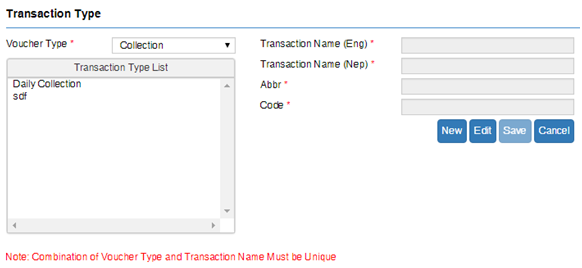 Transaction Type
Voucher Type *
Collection
Transaction Type List
Daily Collection
sdf
Transaction Name (Eng) *
Transaction Name (Nep) *
Abbr *
Code *
New Edit Save Cancel
Note: Combination of Voucher Type and Transaction Name Must be Unique